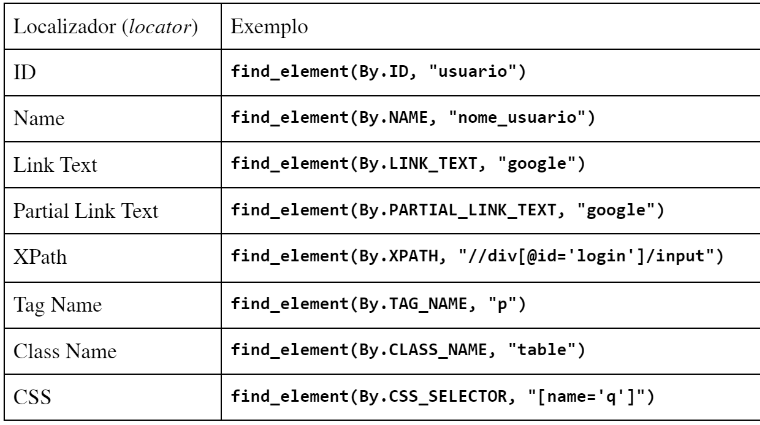 Localizador (locator) Exemplo
ID find_element(By.ID, "usuario")
Name find_element(By.NAME, "nome_usuario")
Link Text find_element(By.LINK_TEXT, "google")
Partial Link Text find_element(By.PARTIAL_LINK_TEXT, "google")
XPath find_element(By.XPATH, "//div[@id='login']/input")
Tag Name find_element(By.TAG_NAME, "p")
Class Name find_element(By.CLASS_NAME, "table")
CSS find_element(By.CSS_SELECTOR, "[name='q']")